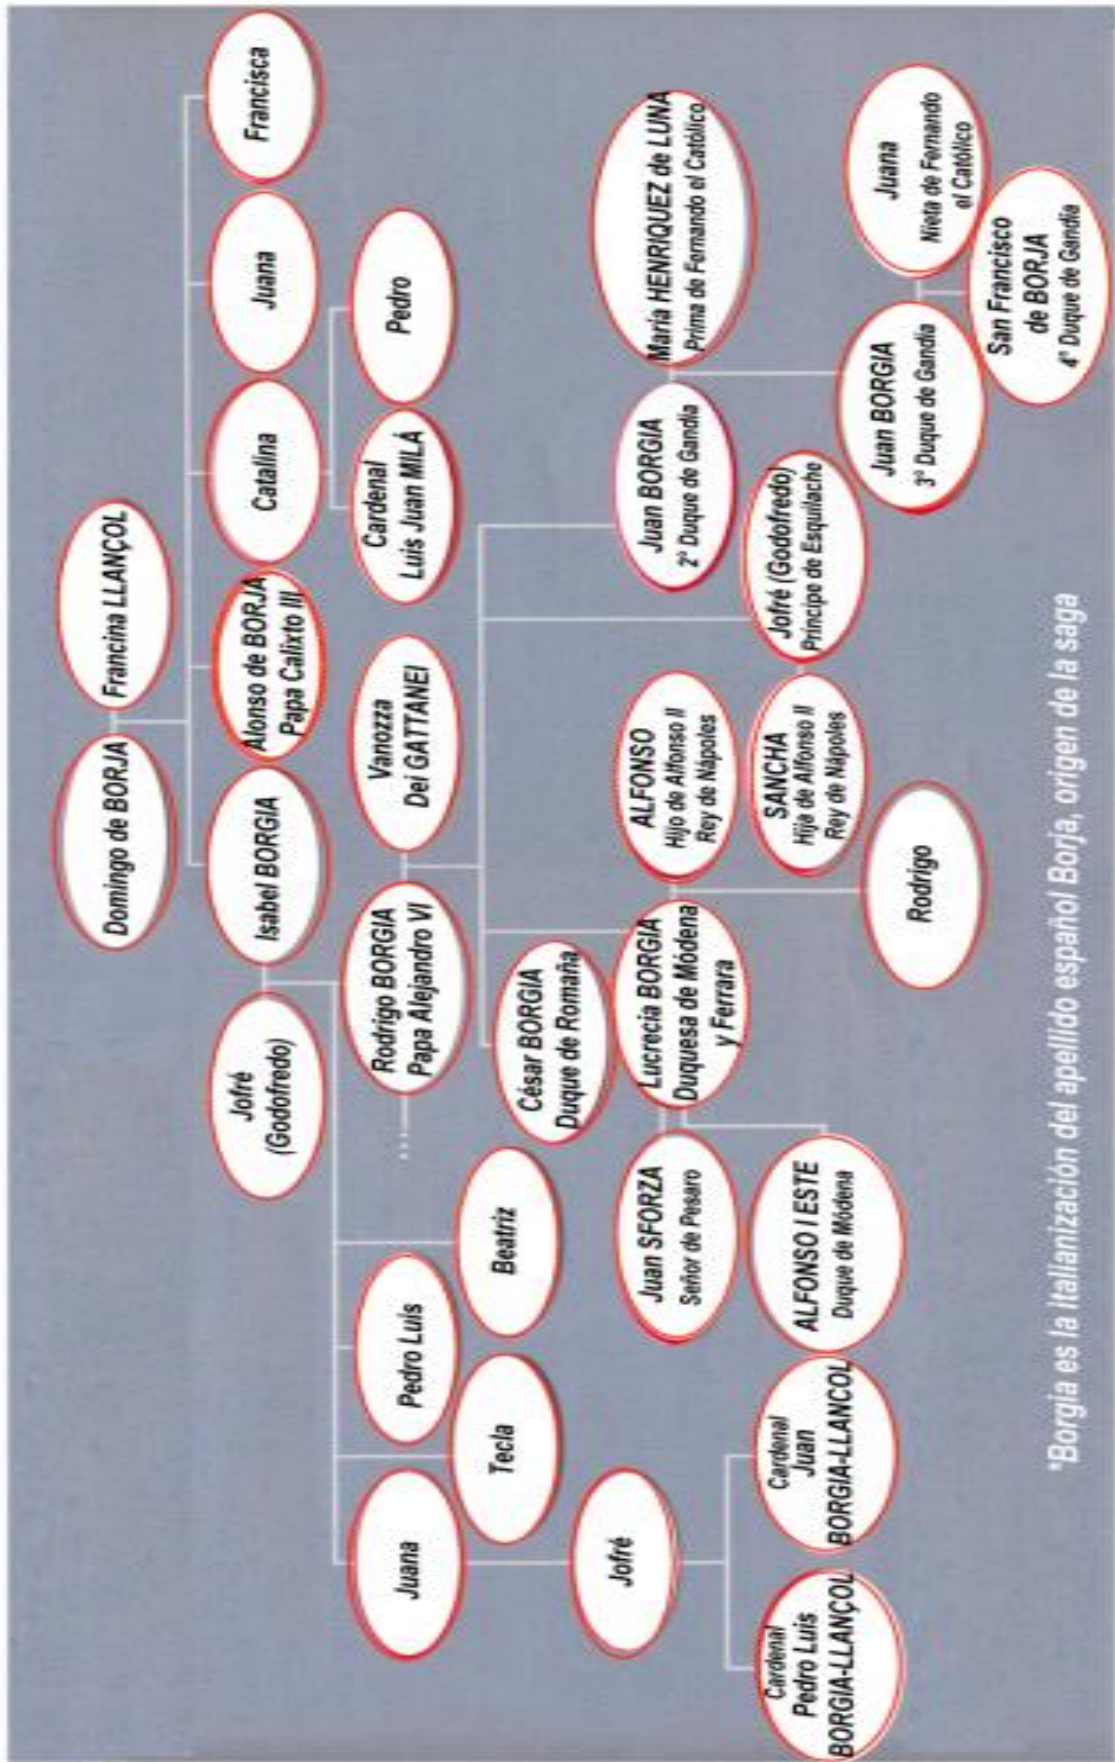 Domingo de BORJA
Francina LLANÇOL
Jofré
(Godofredo)
Isabel BORGIA
Alonso de BORJA
Papa Calixto III
Catalina
Juana
Francisca
Juana
Pedro Luis
Rodrigo BORGIA
Papa Alejandro VI
Vanozza
Dei GATTANEI
Cardenal
Luis Juan MILÁ
Pedro
Tecla
Beatriz
César BORGIA
Duque de Romaña
Jofré
Juan SFORZA
Señor de Pesaro
Lucrecia BORGIA
Duquesa de Módena
y Ferrara
ALFONSO
Hijo de Alfonso II
Rey de Nápoles
Juan BORGIA
2º Duque de Gandía
María HENRIQUEZ de LUNA
Prima de Fernando el Católico
Cardenal
Pedro Luis
BORGIA-LLANÇOL
Cardenal
Juan
BORGIA-LLANCOL
ALFONSO I ESTE
Duque de Módena
SANCHA
Hija de Alfonso II
Rey de Nápoles
Jofré (Godofredo)
Príncipe de Esquilache
Rodrigo
Juan BORGIA
3º Duque de Gandía
Juana
Nieta de Fernando
el Católico
San Francisco
de BORJA
4º Duque de Gandía
*Borgia es la italianización del apellido español Borja, origen de la saga